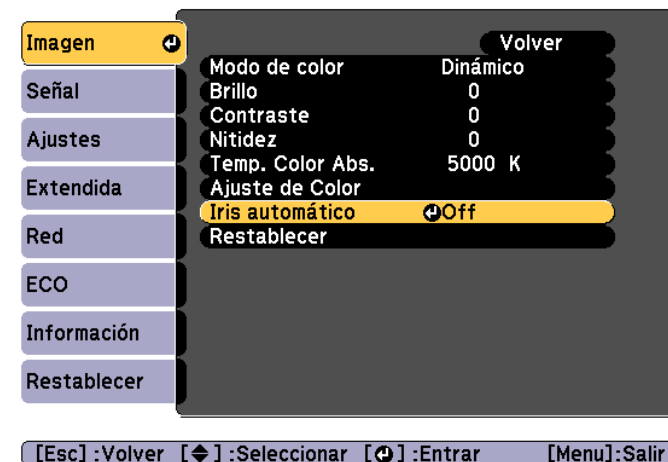 Imagen
Señal
Ajustes
Extendida
Red
ECO
Información
Restablecer
Volver
Modo de color Dinámico
Brillo 0
Contraste 0
Nitidez 0
Temp. Color Abs. 5000 K
Ajuste de Color
Iris automático Off
Restablecer
[Esc] :Volver [ ] :Seleccionar [ ] :Entrar [Menu]:Salir